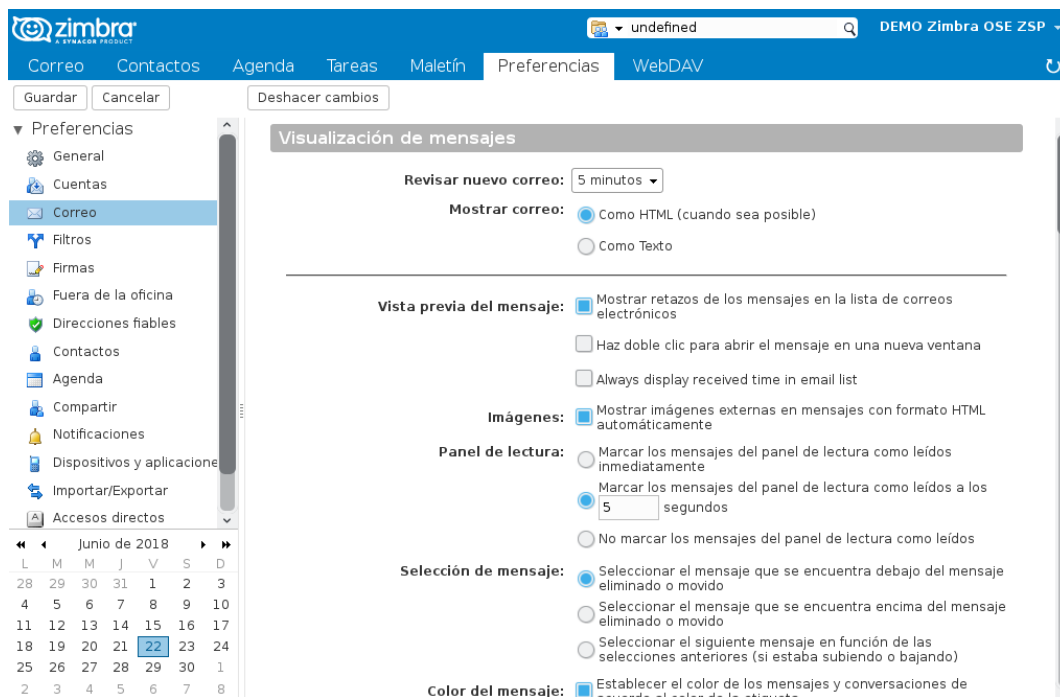 zimbra
A SYNACOR PRODUCT
undefined
DEMO Zimbra OSE ZSP
Correo Contactos Agenda Tareas Maletín Preferencias WebDAV
Guardar Cancelar Deshacer cambios
Preferencias
General
Cuentas
Correo
Filtros
Firmas
Fuera de la oficina
Direcciones fiables
Contactos
Agenda
Compartir
Notificaciones
Dispositivos y aplicacione
Importar/Exportar
Accesos directos
Junio de 2018
L M M J V S D
28 29 30 31 1 2 3
4 5 6 7 8 9 10
11 12 13 14 15 16 17
18 19 20 21 22 23 24
25 26 27 28 29 30 1
2 3 4 5 6 7 8
Visualización de mensajes
Revisar nuevo correo: 5 minutos
Mostrar correo: Como HTML (cuando sea posible)
Como Texto
Vista previa del mensaje: Mostrar retazos de los mensajes en la lista de correos
electrónicos
Haz doble clic para abrir el mensaje en una nueva ventana
Always display received time in email list
Imágenes: Mostrar imágenes externas en mensajes con formato HTML
automáticamente
Panel de lectura: Marcar los mensajes del panel de lectura como leídos
inmediatamente
Marcar los mensajes del panel de lectura como leídos a los
5 segundos
No marcar los mensajes del panel de lectura como leídos
Selección de mensaje: Seleccionar el mensaje que se encuentra debajo del mensaje
eliminado o movido
Seleccionar el mensaje que se encuentra encima del mensaje
eliminado o movido
Seleccionar el siguiente mensaje en función de las
selecciones anteriores (si estaba subiendo o bajando)
Color del mensaje: Establecer el color de los mensajes y conversaciones de
acuerdo al color de la etiqueta